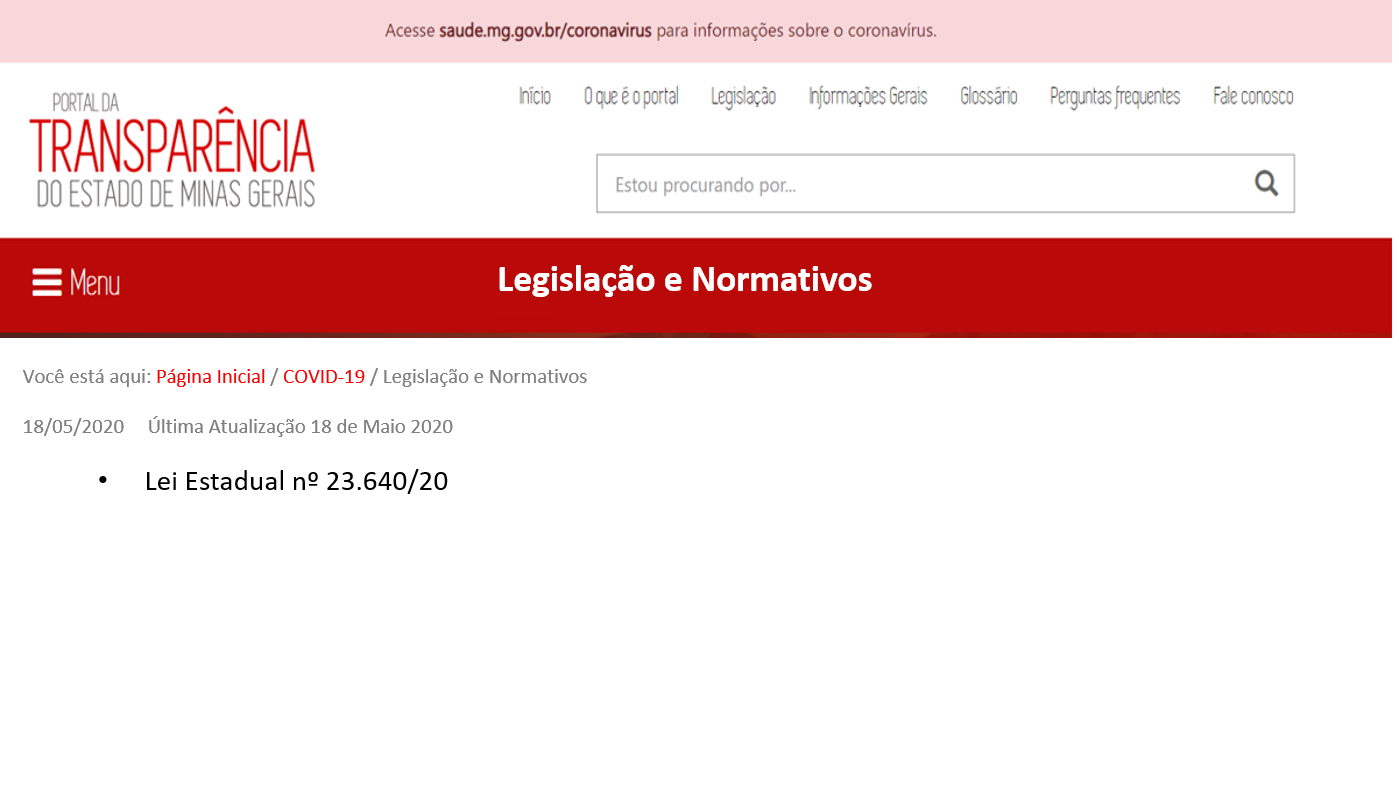 Acesse saude.mg.gov.br/coronavirus para informações sobre o coronavírus.
PORTAL DA
TRANSPARÊNCIA
DO ESTADO DE MINAS GERAIS
Início O que é o portal Legislação Informações Gerais Glossário Perguntas frequentes Fale conosco
Estou procurando por...
Menu
Legislação e Normativos
Você está aqui: Página Inicial / COVID-19 / Legislação e Normativos
18/05/2020 Última Atualização 18 de Maio 2020
• Lei Estadual nº 23.640/20